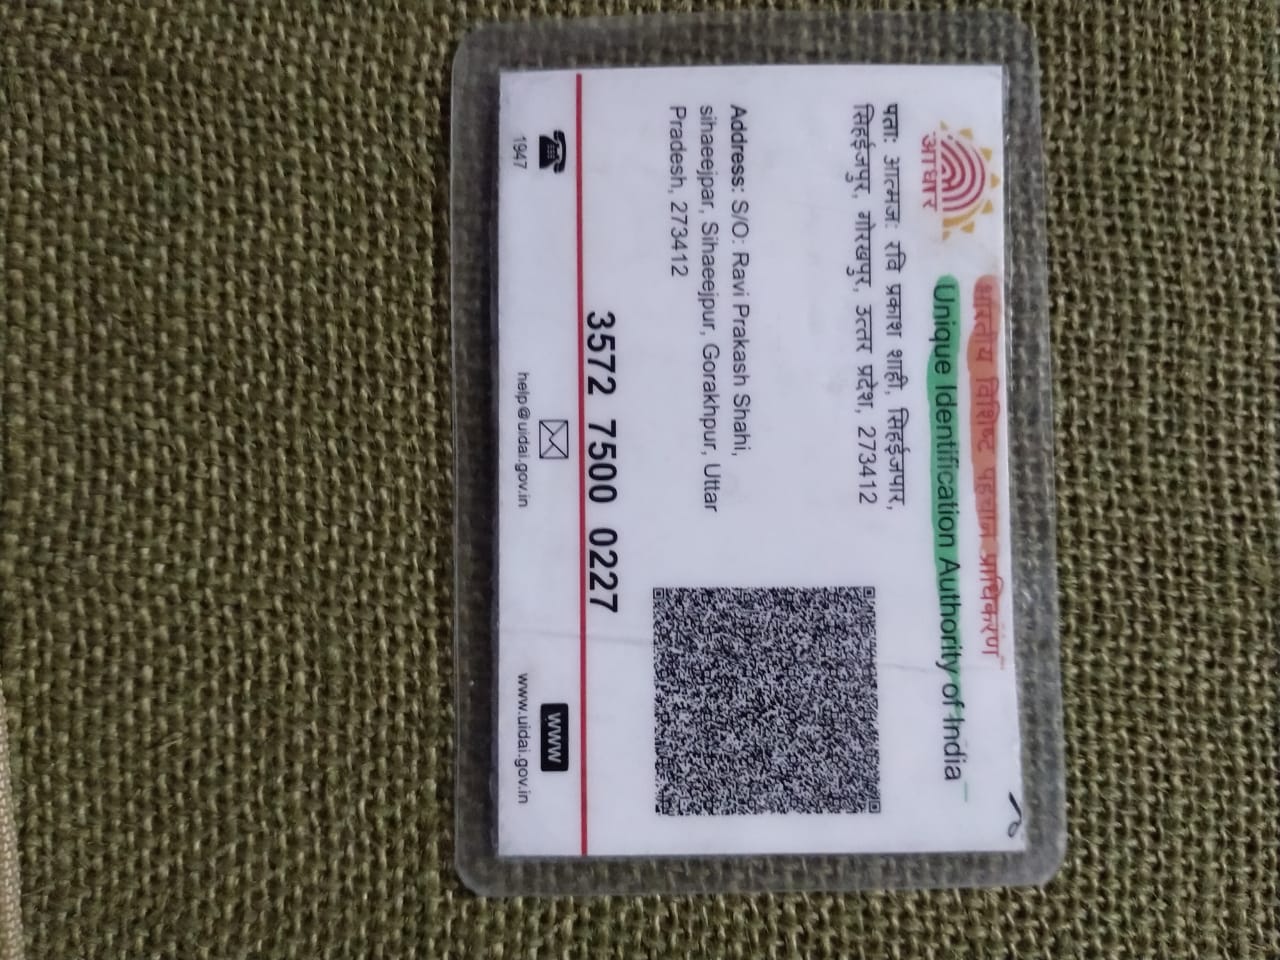 भारतीय विशिष्ट पहचान प्राधिकरण
Unique Identification Authority of India
आधार
पता: आत्मज: रवि प्रकाश शाही, सिहईजपार,
सिहईजपुर, गोरखपुर, उत्तर प्रदेश, 273412
Address: S/O: Ravi Prakash Shahi,
sihaeejpar, Sihaeejpur, Gorakhpur, Uttar
Pradesh, 273412
3572 7500 0227
WWW
1947
help@uidai.gov.in
www.uidai.gov.in